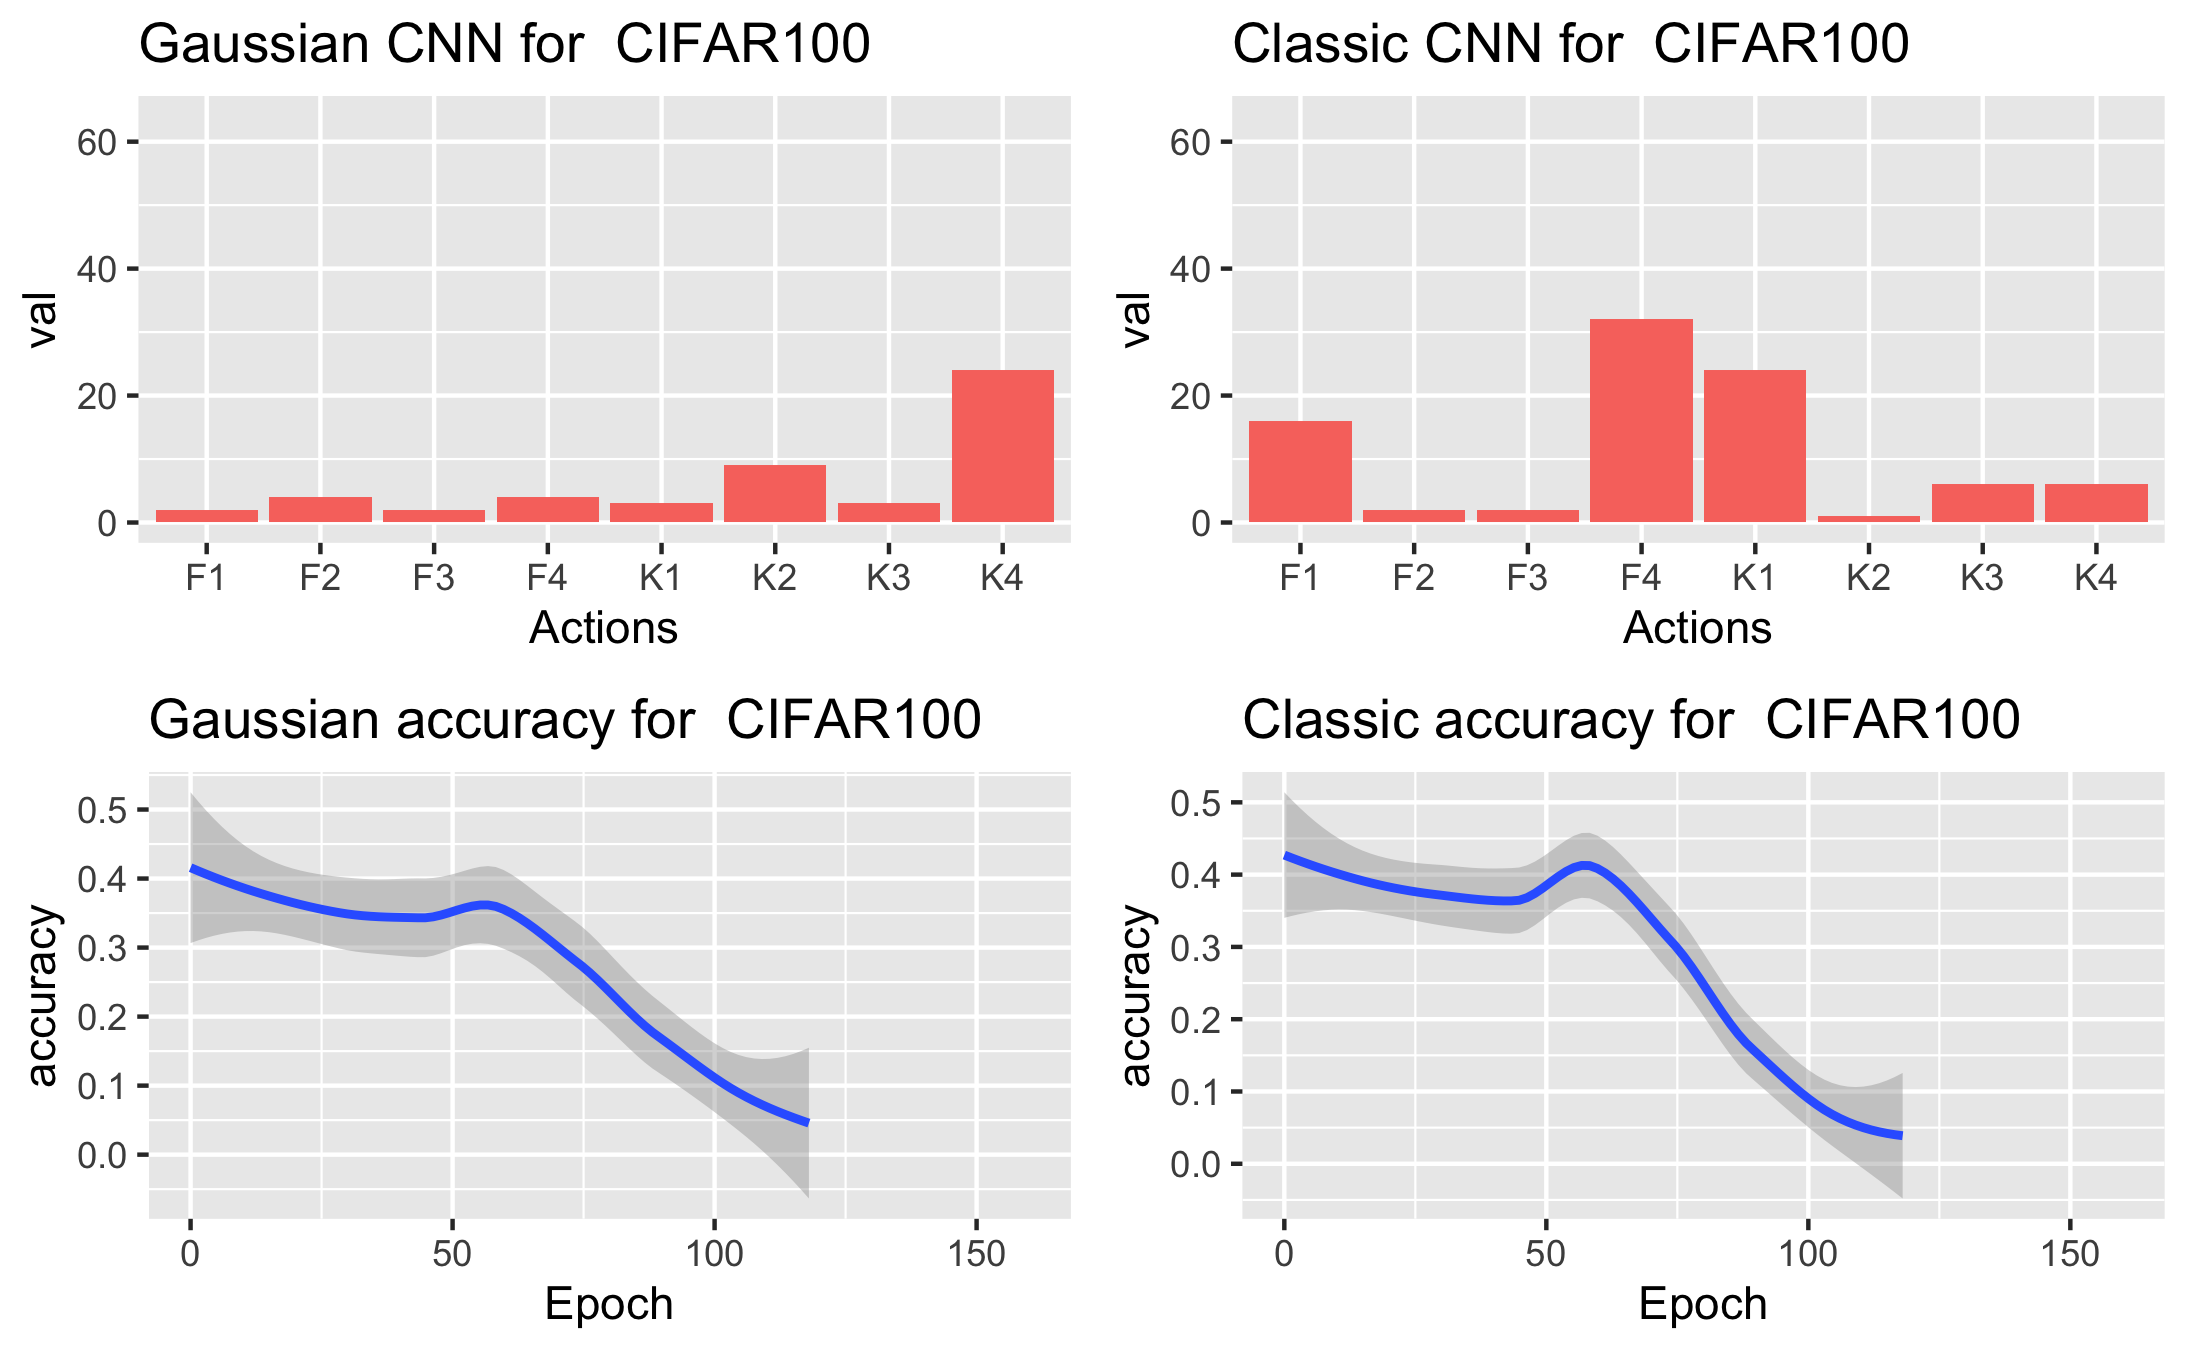 Gaussian CNN for  CIFAR100
60
40
20
0
val
F1 F2 F3 F4 K1 K2 K3 K4
Actions
Classic CNN for  CIFAR100
60
40
20
0
val
F1 F2 F3 F4 K1 K2 K3 K4
Actions
Gaussian accuracy for  CIFAR100
0.5
0.4
0.3
0.2
0.1
0.0
accuracy
0 50 100 150
Epoch
Classic accuracy for  CIFAR100
0.5
0.4
0.3
0.2
0.1
0.0
accuracy
0 50 100 150
Epoch